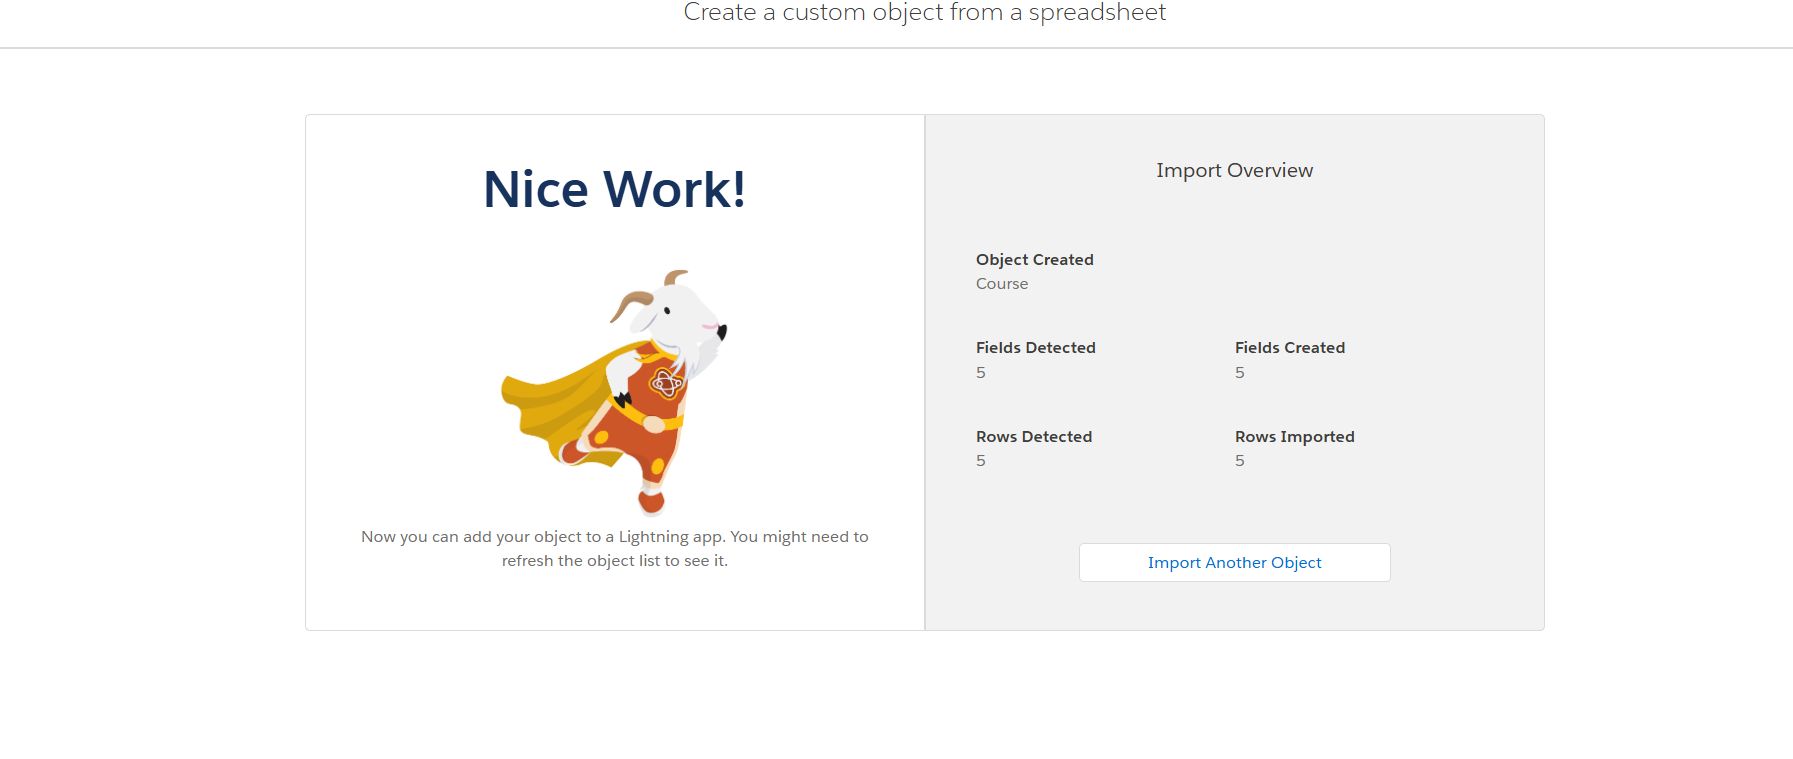 Create a custom object from a spreadsheet
Nice Work!
Now you can add your object to a Lightning app. You might need to
refresh the object list to see it.
Import Overview
Object Created
Course
Fields Detected
5
Fields Created
5
Rows Detected
5
Rows Imported
5
Import Another Object